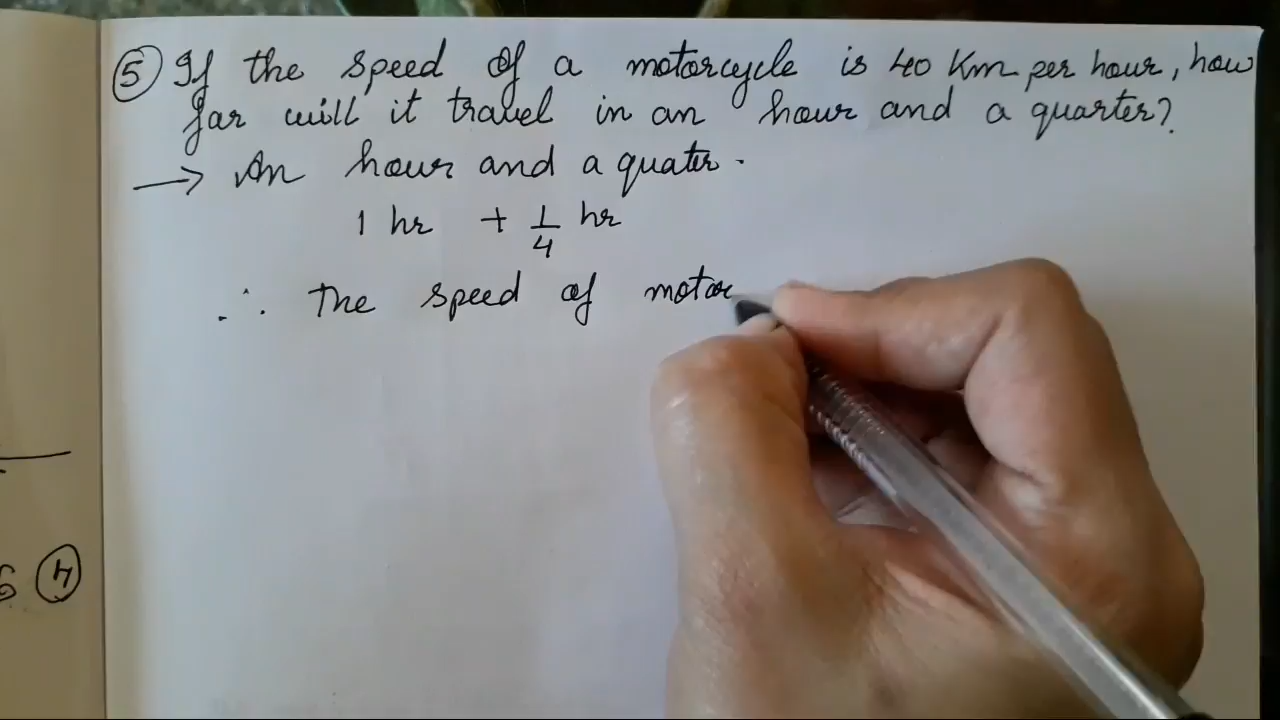 5 If the speed of a motorcycle is 40 Km per hour, how
far will it travel in an hour and a quarter?
→ An hour and a quater.
1 hr + 1/4 hr
∴ The speed of motor
4